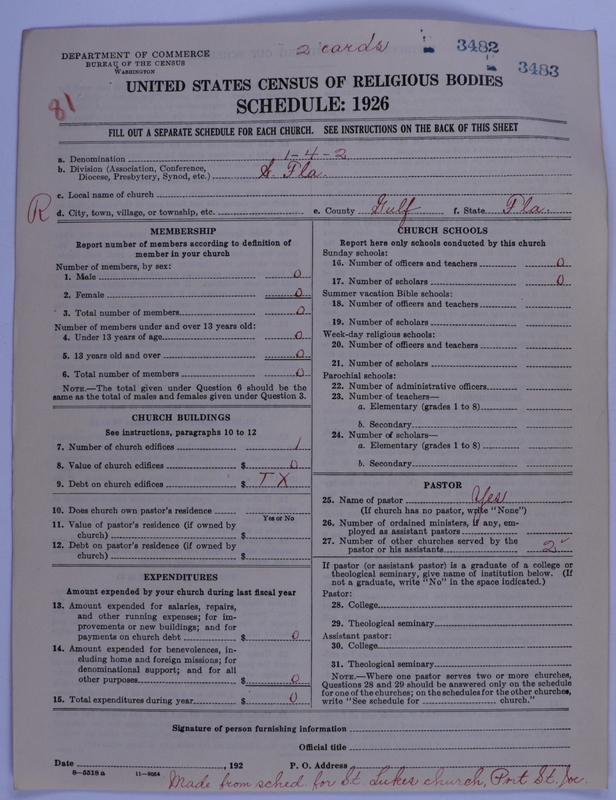 DEPARTMENT OF COMMERCE
BUREAU OF THE CENSUS
WASHINGTON
2 cards
3482
3483
81
UNITED STATES CENSUS OF RELIGIOUS BODIES
SCHEDULE: 1926
FILL OUT A SEPARATE SCHEDULE FOR EACH CHURCH. SEE INSTRUCTIONS ON THE BACK OF THIS SHEET
a. Denomination 1-4-2
b. Division (Association, Conference,
Diocese, Presbytery, Synod, etc.) S. Fla.
c. Local name of church
R
d. City, town, village, or township, etc. e. County Gulf f. State Fla.
MEMBERSHIP
Report number of members according to definition of
member in your church
Number of members, by sex:
1. Male 0
2. Female 0
3. Total number of members 0
Number of members under and over 13 years old:
4. Under 13 years of age 0
5. 13 years old and over 0
6. Total number of members 0
NOTE.—The total given under Question 6 should be the
same as the total of males and females given under Question 3.
CHURCH BUILDINGS
See instructions, paragraphs 10 to 12
7. Number of church edifices 1
8. Value of church edifices $ 0
9. Debt on church edifices $ TX
10. Does church own pastor's residence
Yes or No
11. Value of pastor's residence (if owned by
church) $
12. Debt on pastor's residence (if owned by
church) $
EXPENDITURES
Amount expended by your church during last fiscal year
13. Amount expended for salaries, repairs,
and other running expenses; for im-
provements or new buildings; and for
payments on church debt $ 0
14. Amount expended for benevolences, in-
cluding home and foreign missions; for
denominational support; and for all
other purposes $ 0
15. Total expenditures during year $ 0
CHURCH SCHOOLS
Report here only schools conducted by this church
Sunday schools:
16. Number of officers and teachers 0
17. Number of scholars 0
Summer vacation Bible schools:
18. Number of officers and teachers
19. Number of scholars
Week-day religious schools:
20. Number of officers and teachers
21. Number of scholars
Parochial schools:
22. Number of administrative officers
23. Number of teachers—
a. Elementary (grades 1 to 8)
b. Secondary
24. Number of scholars—
a. Elementary (grades 1 to 8)
b. Secondary
PASTOR
25. Name of pastor Yes
(If church has no pastor, write "None")
26. Number of ordained ministers, if any, em-
ployed as assistant pastors
27. Number of other churches served by the
pastor or his assistants 2
If pastor (or assistant pastor) is a graduate of a college or
theological seminary, give name of institution below. (If
not a graduate, write "No" in the space indicated.)
Pastor:
28. College
29. Theological seminary
Assistant pastor:
30. College
31. Theological seminary
NOTE.—Where one pastor serves two or more churches,
Questions 28 and 29 should be answered only on the schedule
for one of the churches; on the schedules for the other churches,
write "See schedule for church."
Signature of person furnishing information
Official title
Date , 192 P. O. Address
8—5318 a 11—9064
Made from sched. for St. Lukes church, Port St. Joe.